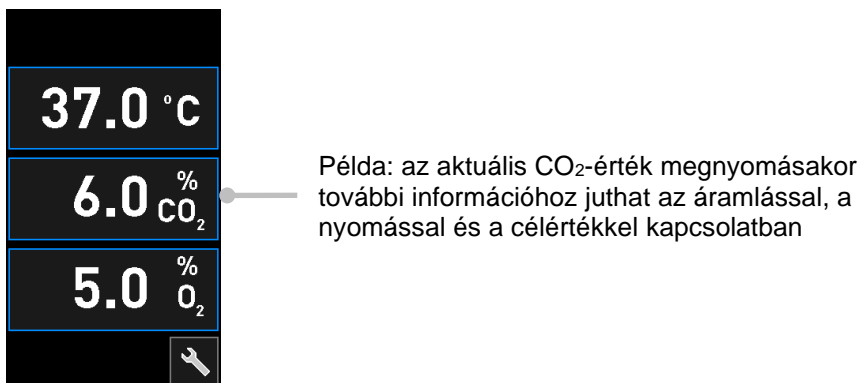 37.0 °C
6.0 % CO₂
Példa: az aktuális CO₂-érték megnyomásakor
további információhoz juthat az áramlással, a
nyomással és a célértékkel kapcsolatban
5.0 % O₂